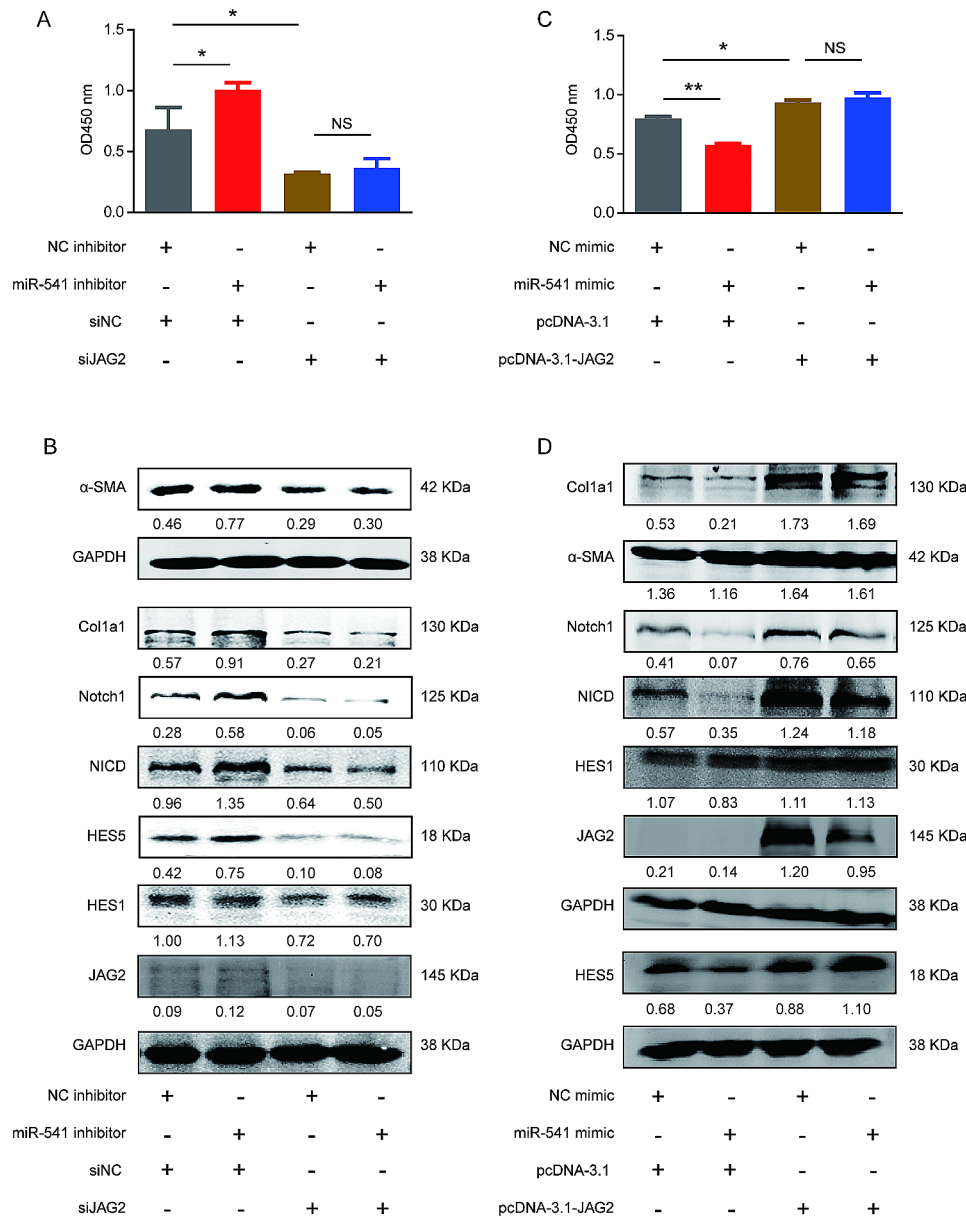 A
OD450 nm
1.5
1.0
0.5
0.0
*
*
NS
NC inhibitor + - + -
miR-541 inhibitor - + - +
siNC + + - -
siJAG2 - - + +
C
OD450 nm
1.5
1.0
0.5
0.0
*
**
NS
NC mimic + - + -
miR-541 mimic - + - +
pcDNA-3.1 + + - -
pcDNA-3.1-JAG2 - - + +
B
α-SMA 42 KDa
0.46 0.77 0.29 0.30
GAPDH 38 KDa
Col1a1 130 KDa
0.57 0.91 0.27 0.21
Notch1 125 KDa
0.28 0.58 0.06 0.05
NICD 110 KDa
0.96 1.35 0.64 0.50
HES5 18 KDa
0.42 0.75 0.10 0.08
HES1 30 KDa
1.00 1.13 0.72 0.70
JAG2 145 KDa
0.09 0.12 0.07 0.05
GAPDH 38 KDa
NC inhibitor + - + -
miR-541 inhibitor - + - +
siNC + + - -
siJAG2 - - + +
D
Col1a1 130 KDa
0.53 0.21 1.73 1.69
α-SMA 42 KDa
1.36 1.16 1.64 1.61
Notch1 125 KDa
0.41 0.07 0.76 0.65
NICD 110 KDa
0.57 0.35 1.24 1.18
HES1 30 KDa
1.07 0.83 1.11 1.13
JAG2 145 KDa
0.21 0.14 1.20 0.95
GAPDH 38 KDa
HES5 18 KDa
0.68 0.37 0.88 1.10
GAPDH 38 KDa
NC mimic + - + -
miR-541 mimic - + - +
pcDNA-3.1 + + - -
pcDNA-3.1-JAG2 - - + +